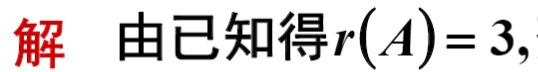 解 由已知得r(A) = 3,